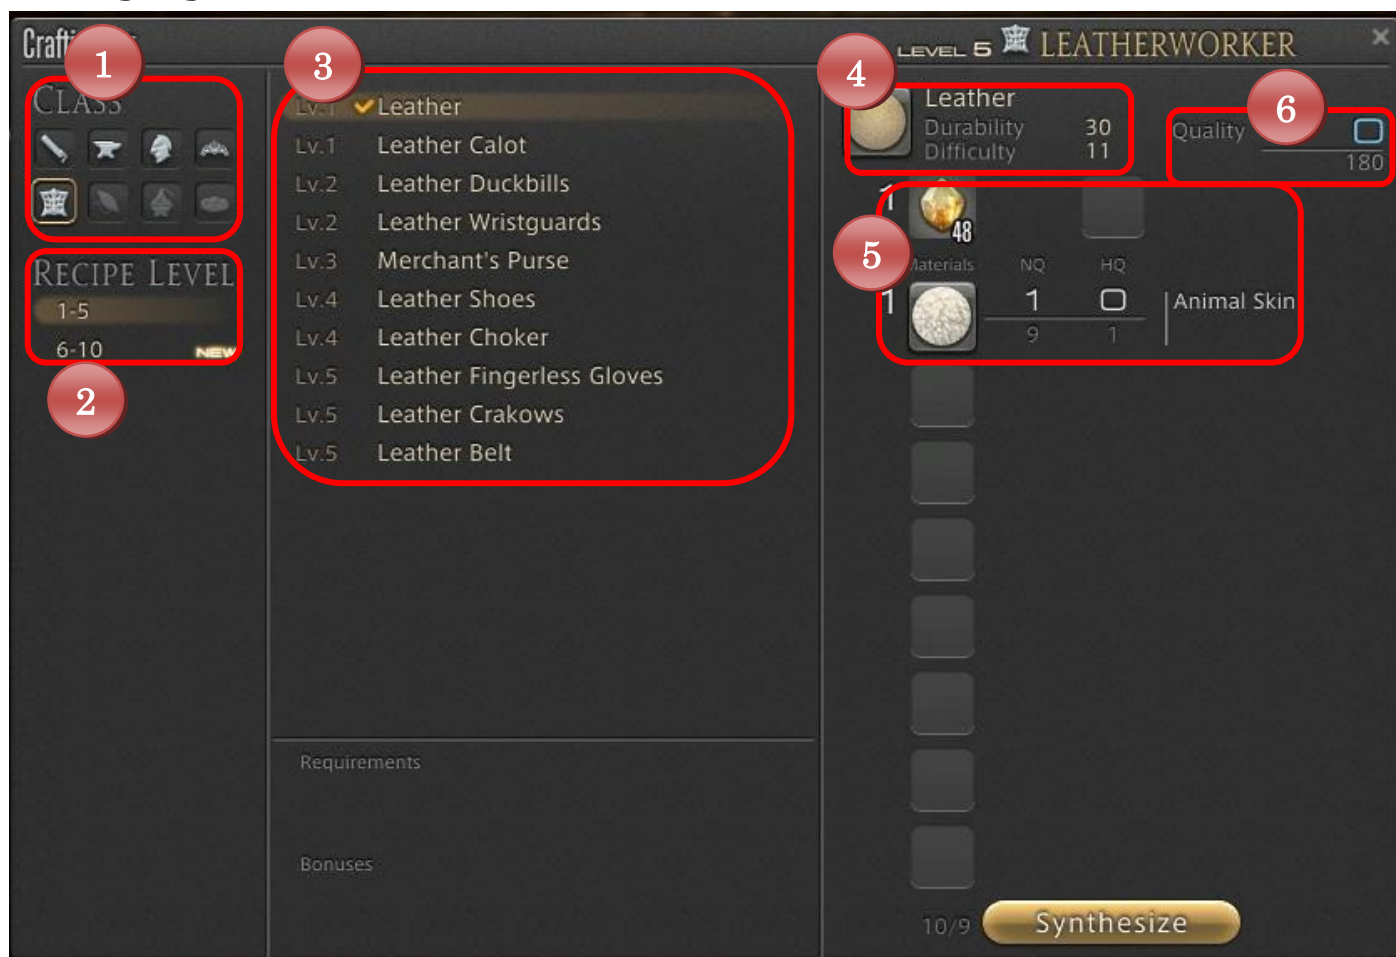 LEVEL 5 LEATHERWORKER
1
2
3
4
5
6
CLASS
RECIPE LEVEL
1-5
6-10 NEW
Lv.1 Leather
Lv.1 Leather Calot
Lv.2 Leather Duckbills
Lv.2 Leather Wristguards
Lv.3 Merchant's Purse
Lv.4 Leather Shoes
Lv.4 Leather Choker
Lv.5 Leather Fingerless Gloves
Lv.5 Leather Crakows
Lv.5 Leather Belt
Requirements
Bonuses
Leather
Durability 30
Difficulty 11
Quality 0
180
1 48
Materials NQ HQ
1 1 0 Animal Skin
9 1
10/9 Synthesize